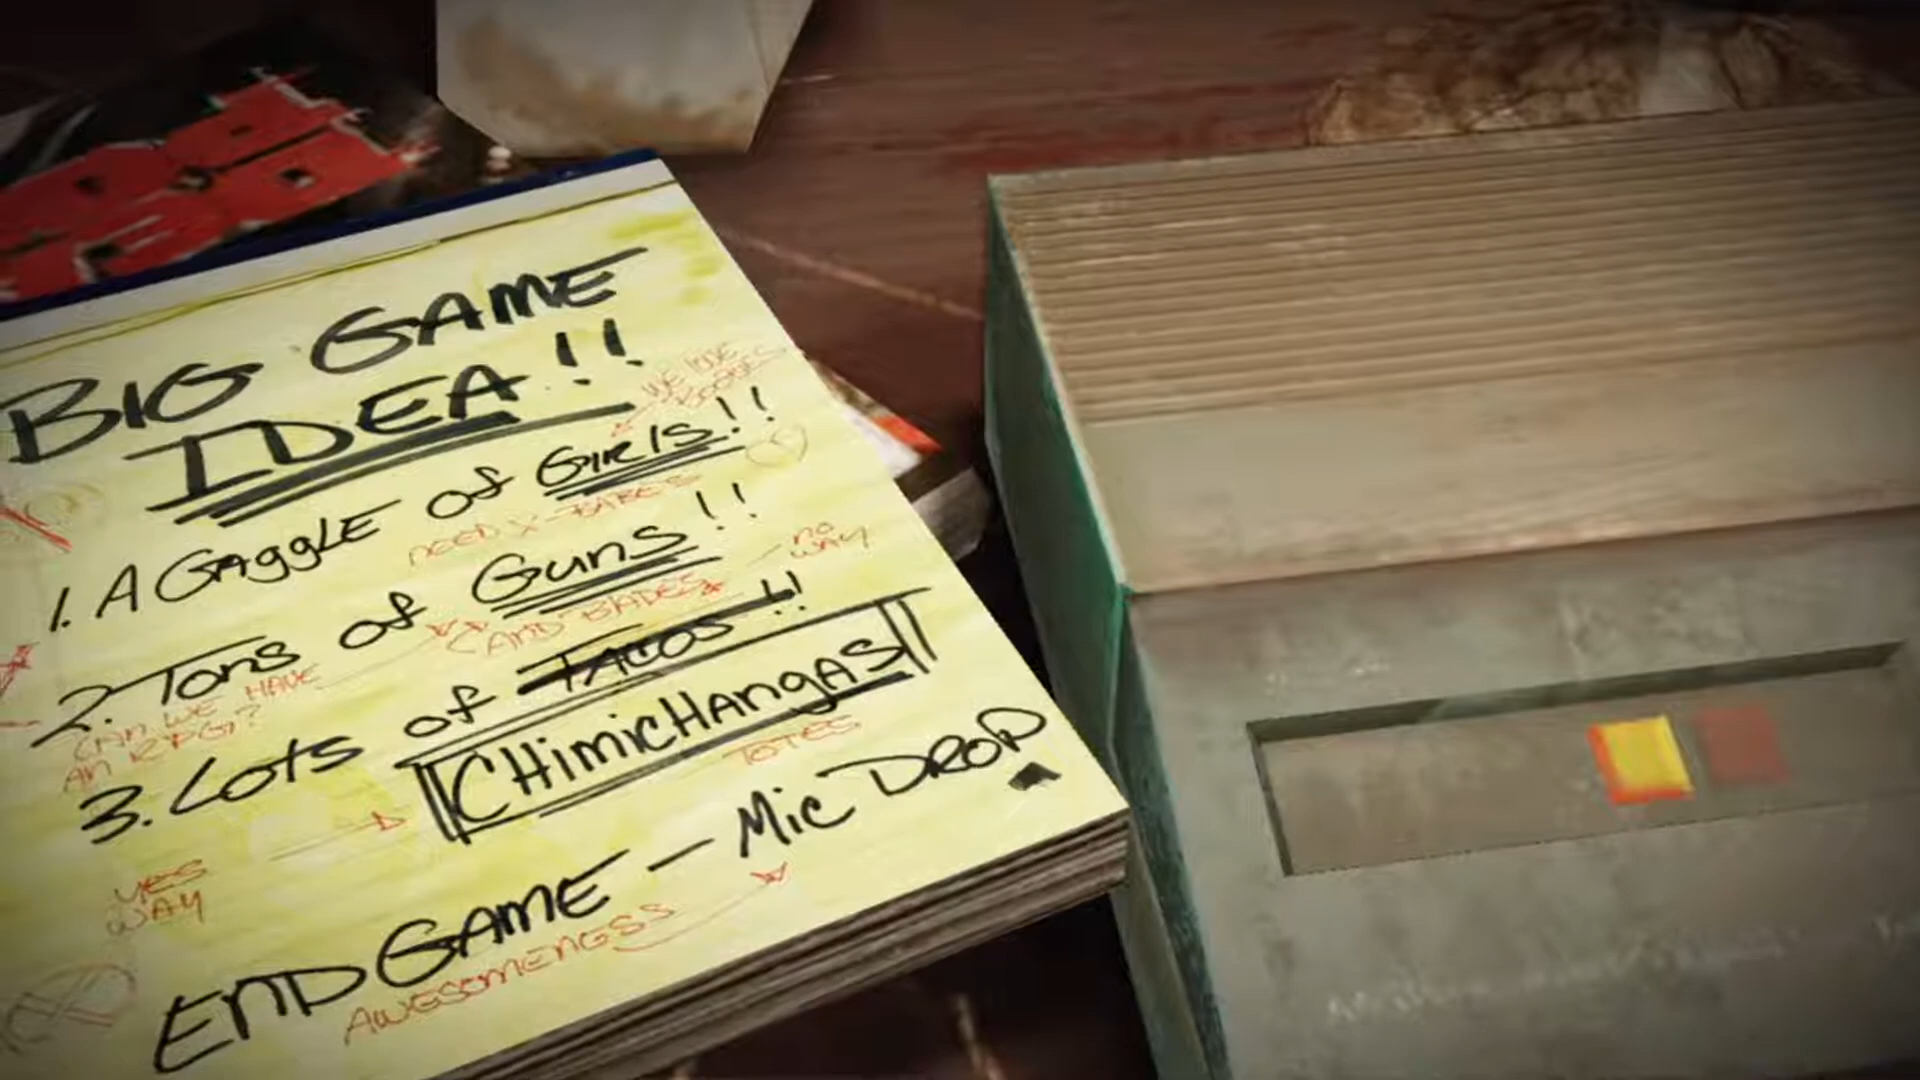 BIG GAME
IDEA!!
WE LOVE
BOOBIES
1. A GAGGLE of GIRLS!!
NEED X-BABES
2. Tons of Guns!!
NO
WAY
(AND BLADES)
CAN WE HAVE
AN RPG?
3. Lots of TACOS!!
CHimicHangas
TOTES
YES
WAY
END GAME - Mic DROP
AWESOMENESS